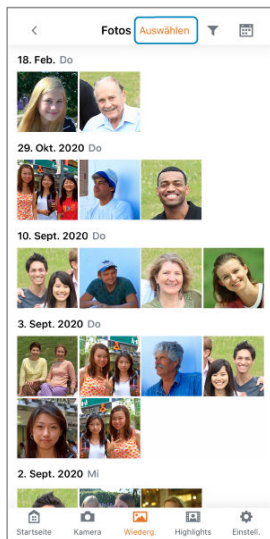 Fotos Auswählen
18. Feb. Do
29. Okt. 2020 Do
10. Sept. 2020 Do
3. Sept. 2020 Do
2. Sept. 2020 Mi
Startseite Kamera Wiederg. Highlights Einstell.